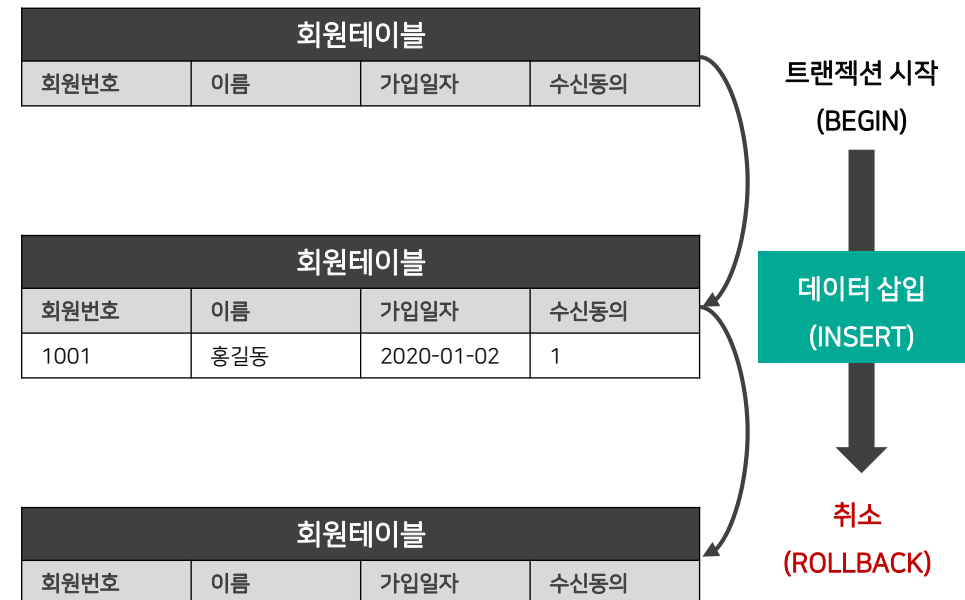 회원테이블
회원번호 이름 가입일자 수신동의
트랜젝션 시작
(BEGIN)
회원테이블
회원번호 이름 가입일자 수신동의
1001 홍길동 2020-01-02 1
데이터 삽입
(INSERT)
회원테이블
회원번호 이름 가입일자 수신동의
취소
(ROLLBACK)